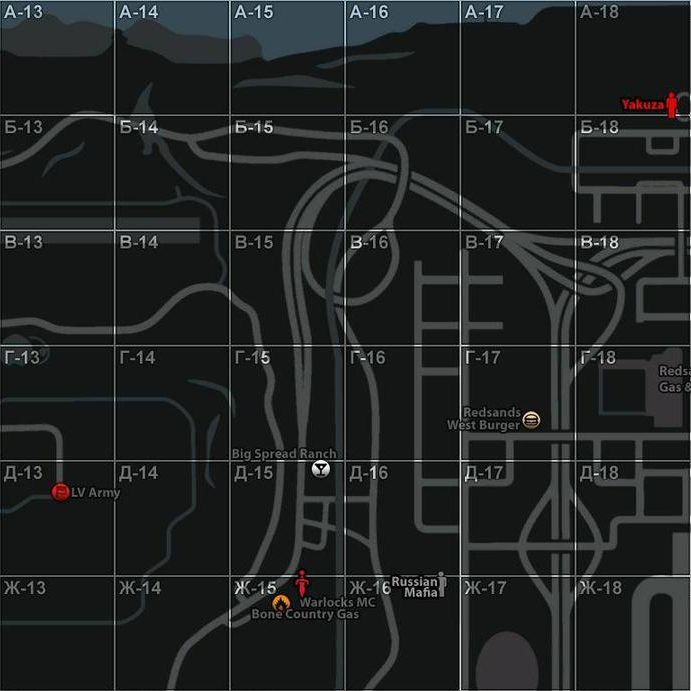 А-13 А-14 А-15 А-16 А-17 А-18
Yakuza
Б-13 Б-14 Б-15 Б-16 Б-17 Б-18
В-13 В-14 В-15 В-16 В-17 В-18
Г-13 Г-14 Г-15 Г-16 Г-17 Г-18
Redsa
Gas &
Redsands
West Burger
Big Spread Ranch
Д-13 Д-14 Д-15 Д-16 Д-17 Д-18
LV Army
Ж-13 Ж-14 Ж-15 Ж-16 Ж-17 Ж-18
Russian
Mafia
Warlocks MC
Bone Country Gas